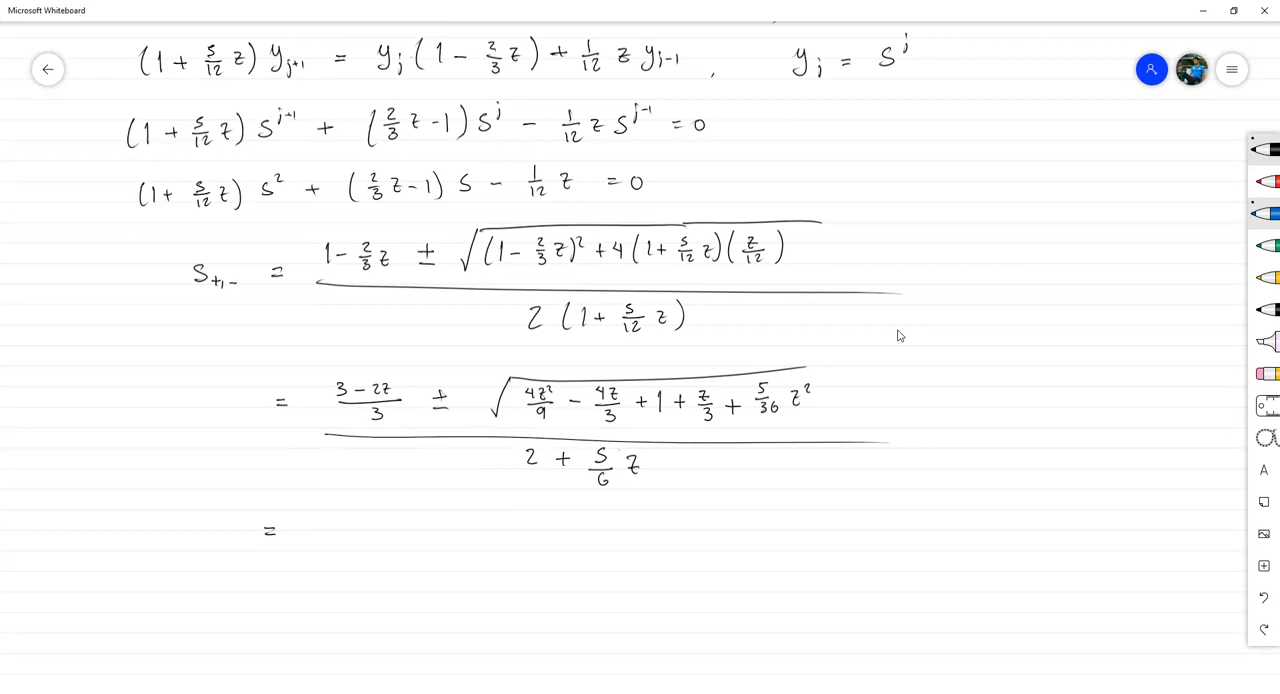 Microsoft Whiteboard
(1 + 5/12 z) y_{j+1} = y_j (1 - 2/3 z) + 1/12 z y_{j-1} , y_j = s^j
(1 + 5/12 z) s^{j+1} + (2/3 z - 1) s^j - 1/12 z s^{j-1} = 0
(1 + 5/12 z) s^2 + (2/3 z - 1) s - 1/12 z = 0
s_{+,-} = (1 - 2/3 z ± √((1 - 2/3 z)^2 + 4 (1 + 5/12 z)(z/12))) / (2 (1 + 5/12 z))
= ((3 - 2z)/3 ± √(4z^2/9 - 4z/3 + 1 + z/3 + 5/36 z^2)) / (2 + 5/6 z)
=
A